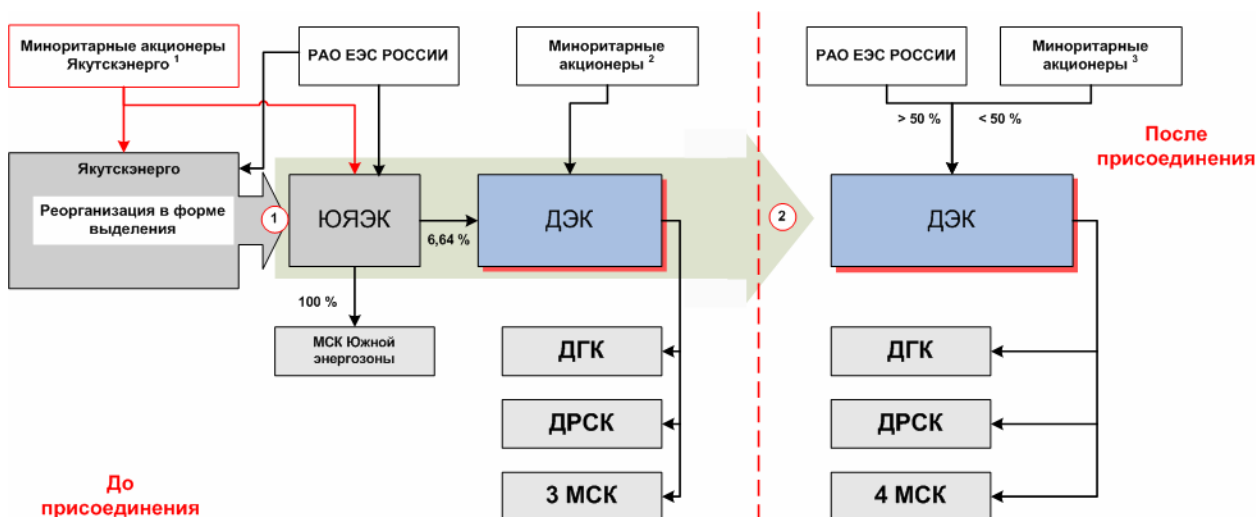 Миноритарные акционеры
Якутскэнерго 1
РАО ЕЭС РОССИИ
Миноритарные
акционеры 2
Якутскэнерго
Реорганизация в форме
выделения
1
ЮЯЭК
6,64 %
ДЭК
100 %
МСК Южной
энергозоны
ДГК
ДРСК
3 МСК
До
присоединения
2
РАО ЕЭС РОССИИ
Миноритарные
акционеры 3
> 50 %
< 50 %
После
присоединения
ДЭК
ДГК
ДРСК
4 МСК